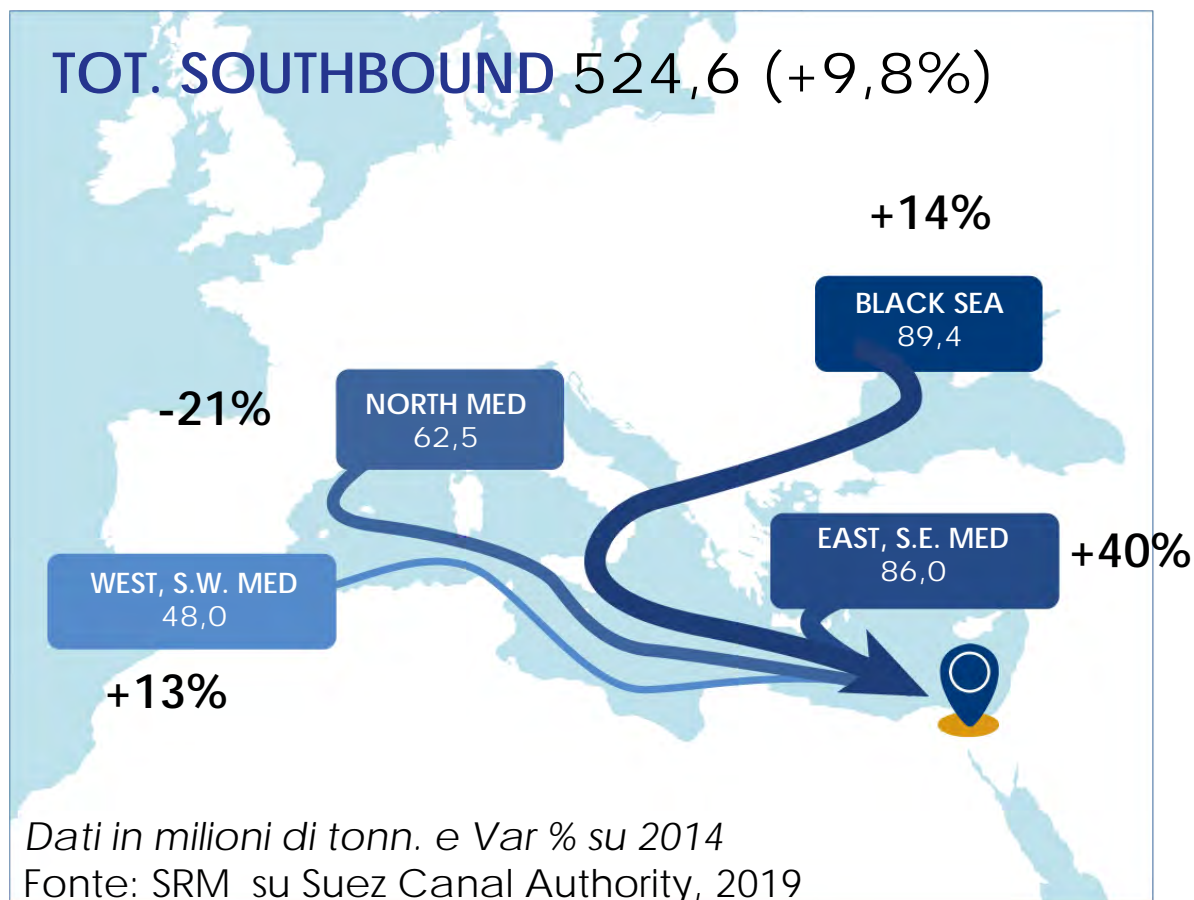 TOT. SOUTHBOUND 524,6 (+9,8%)
+14%
BLACK SEA
89,4
-21%
NORTH MED
62,5
EAST, S.E. MED
86,0
+40%
WEST, S.W. MED
48,0
+13%
Dati in milioni di tonn. e Var % su 2014
Fonte: SRM su Suez Canal Authority, 2019